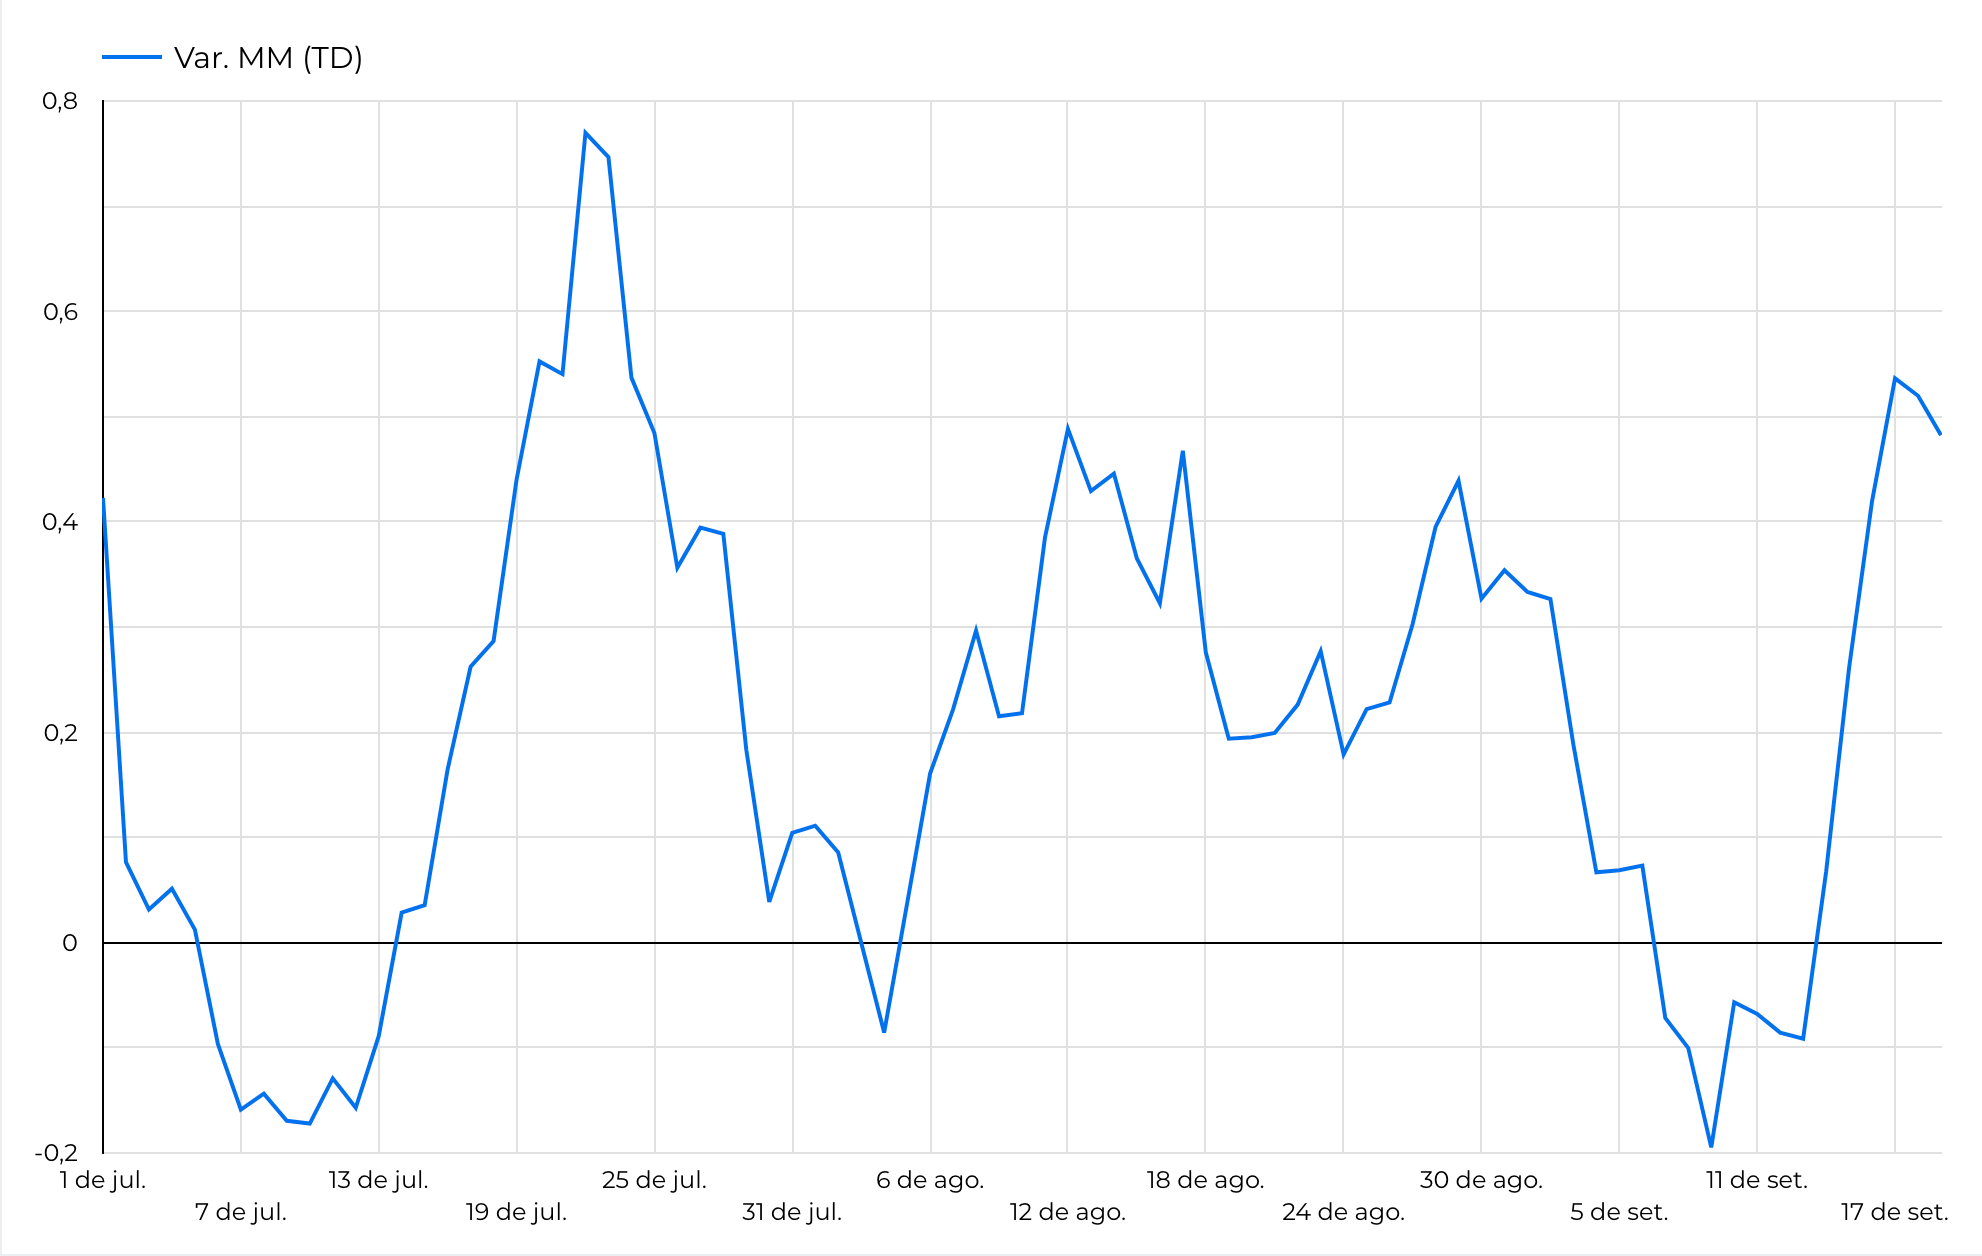 Var. MM (TD)
0,8
0,6
0,4
0,2
0
-0,2
1 de jul.
7 de jul.
13 de jul.
19 de jul.
25 de jul.
31 de jul.
6 de ago.
12 de ago.
18 de ago.
24 de ago.
30 de ago.
5 de set.
11 de set.
17 de set.